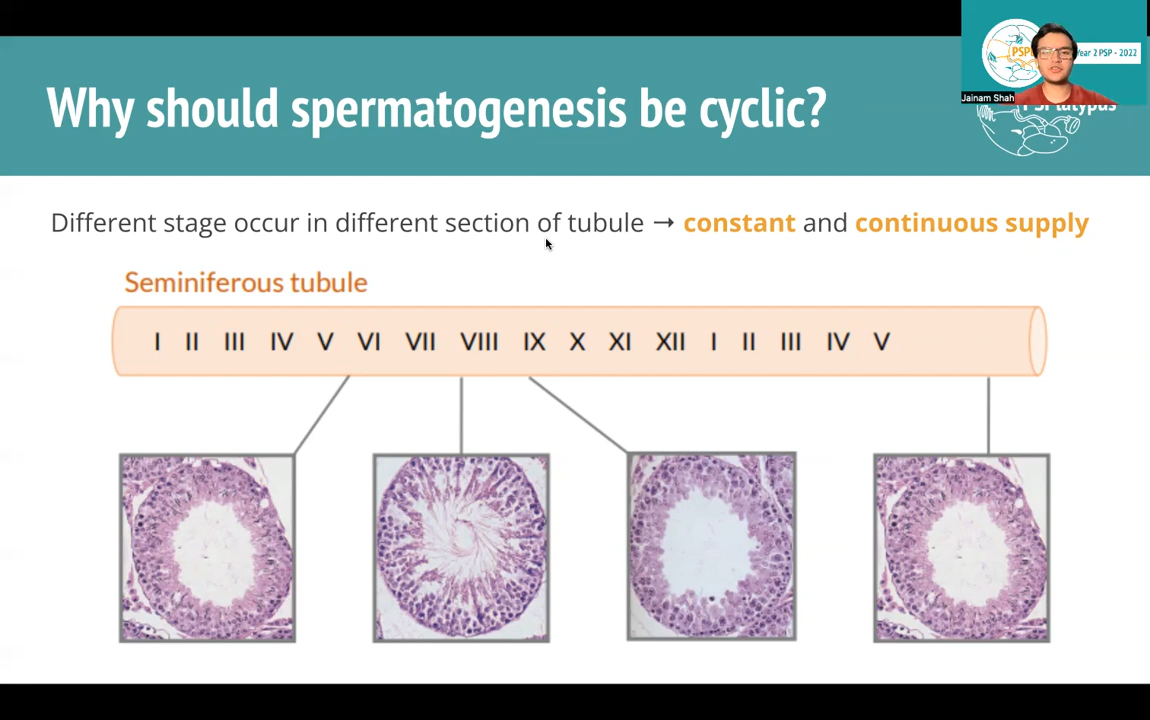 Why should spermatogenesis be cyclic?
PSP
Year 2 PSP - 2022
Jainam Shah
Different stage occur in different section of tubule → constant and continuous supply
Seminiferous tubule
I II III IV V VI VII VIII IX X XI XII I II III IV V